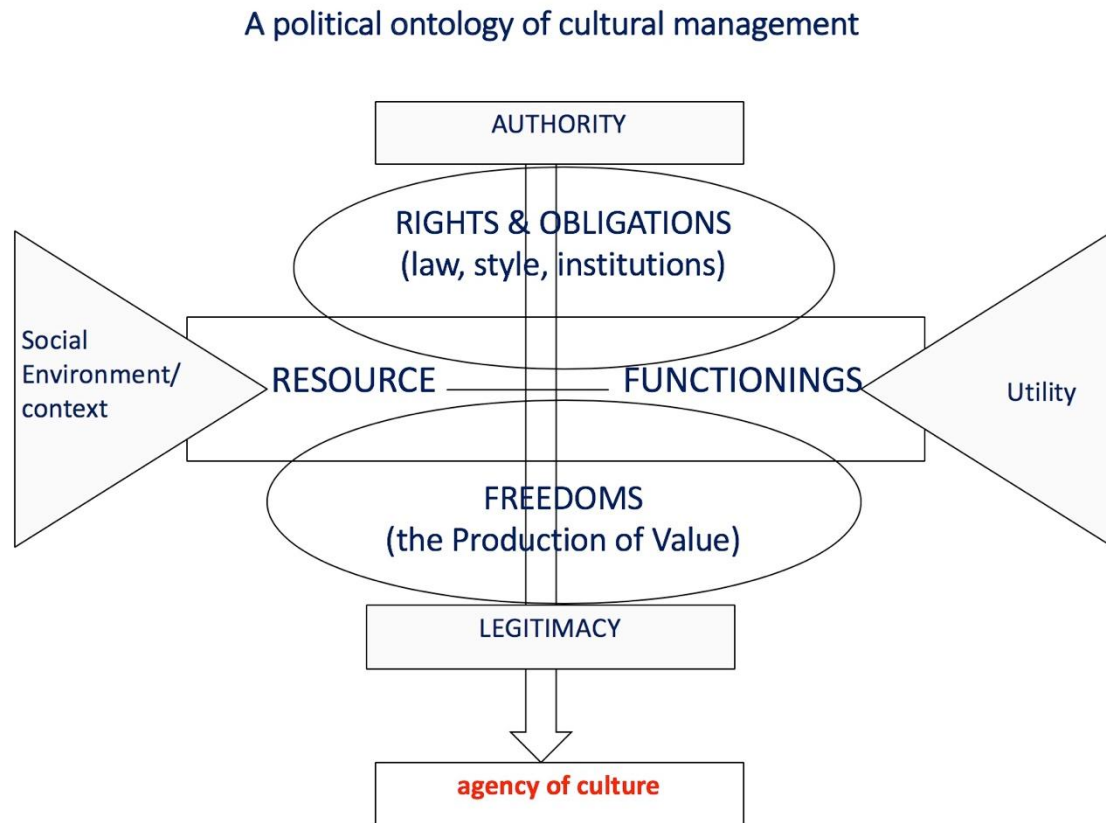 A political ontology of cultural management
AUTHORITY
RIGHTS & OBLIGATIONS
(law, style, institutions)
Social
Environment/
context
RESOURCE
FUNCTIONINGS
Utility
FREEDOMS
(the Production of Value)
LEGITIMACY
agency of culture